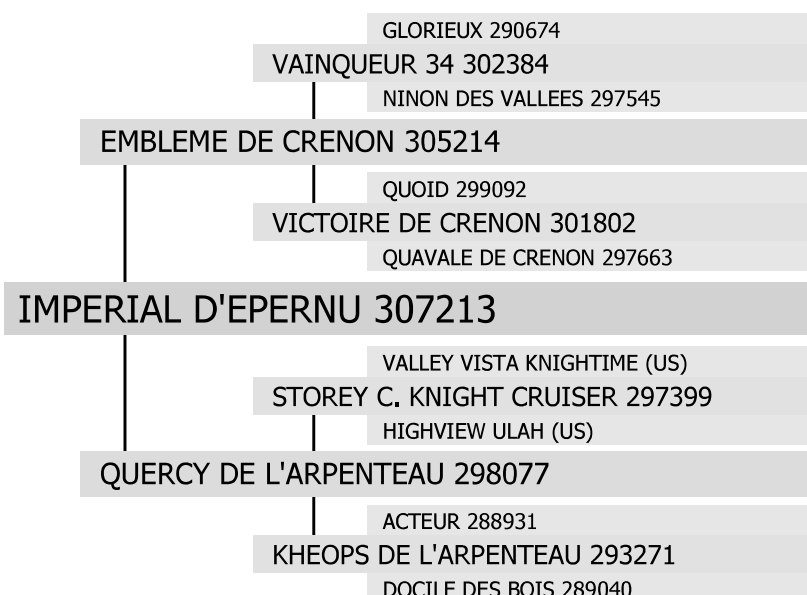 GLORIEUX 290674
VAINQUEUR 34 302384
NINON DES VALLEES 297545
EMBLEME DE CRENON 305214
QUOID 299092
VICTOIRE DE CRENON 301802
QUAVALE DE CRENON 297663
IMPERIAL D'EPERNU 307213
VALLEY VISTA KNIGHTIME (US)
STOREY C. KNIGHT CRUISER 297399
HIGHVIEW ULAH (US)
QUERCY DE L'ARPENTEAU 298077
ACTEUR 288931
KHEOPS DE L'ARPENTEAU 293271
DOCILE DES BOIS 289040